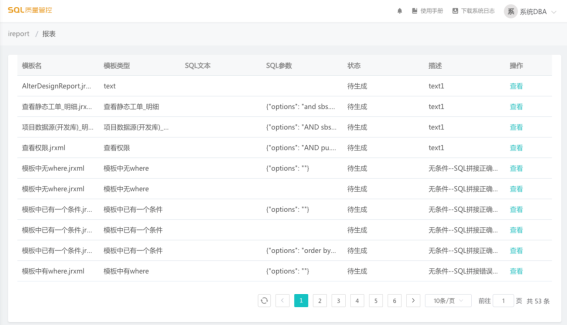 SQL质量管控
使用手册 下载系统日志 系 系统DBA
ireport / 报表
模板名 模板类型 SQL文本 SQL参数 状态 描述 操作
AlterDesignReport.jr... text 待生成 text1 查看
查看静态工单_明细.jrx... 查看静态工单_明细 {"options": "and sbs.... 待生成 text1 查看
项目数据源(开发库)_明... 项目数据源(开发库)_... {"options": "AND sbs... 待生成 text1 查看
查看权限.jrxml 查看权限 {"options": "AND pu.... 待生成 text1 查看
模板中无where.jrxml 模板中无where {"options": ""} 待生成 无条件--SQL拼接正确... 查看
模板中无where.jrxml 模板中无where 待生成 无条件--SQL拼接正确... 查看
模板中已有一个条件.jr... 模板中已有一个条件 {"options": ""} 待生成 无条件--SQL拼接正确... 查看
模板中已有一个条件.jr... 模板中已有一个条件 待生成 无条件--SQL拼接正确... 查看
模板中已有一个条件.jr... 模板中已有一个条件 {"options": "order by... 待生成 无条件--SQL拼接正确... 查看
模板中有where.jrxml 模板中有where {"options": ""} 待生成 无条件--SQL拼接错误... 查看
1 2 3 4 5 6 10条/页 前往 1 页 共 53 条